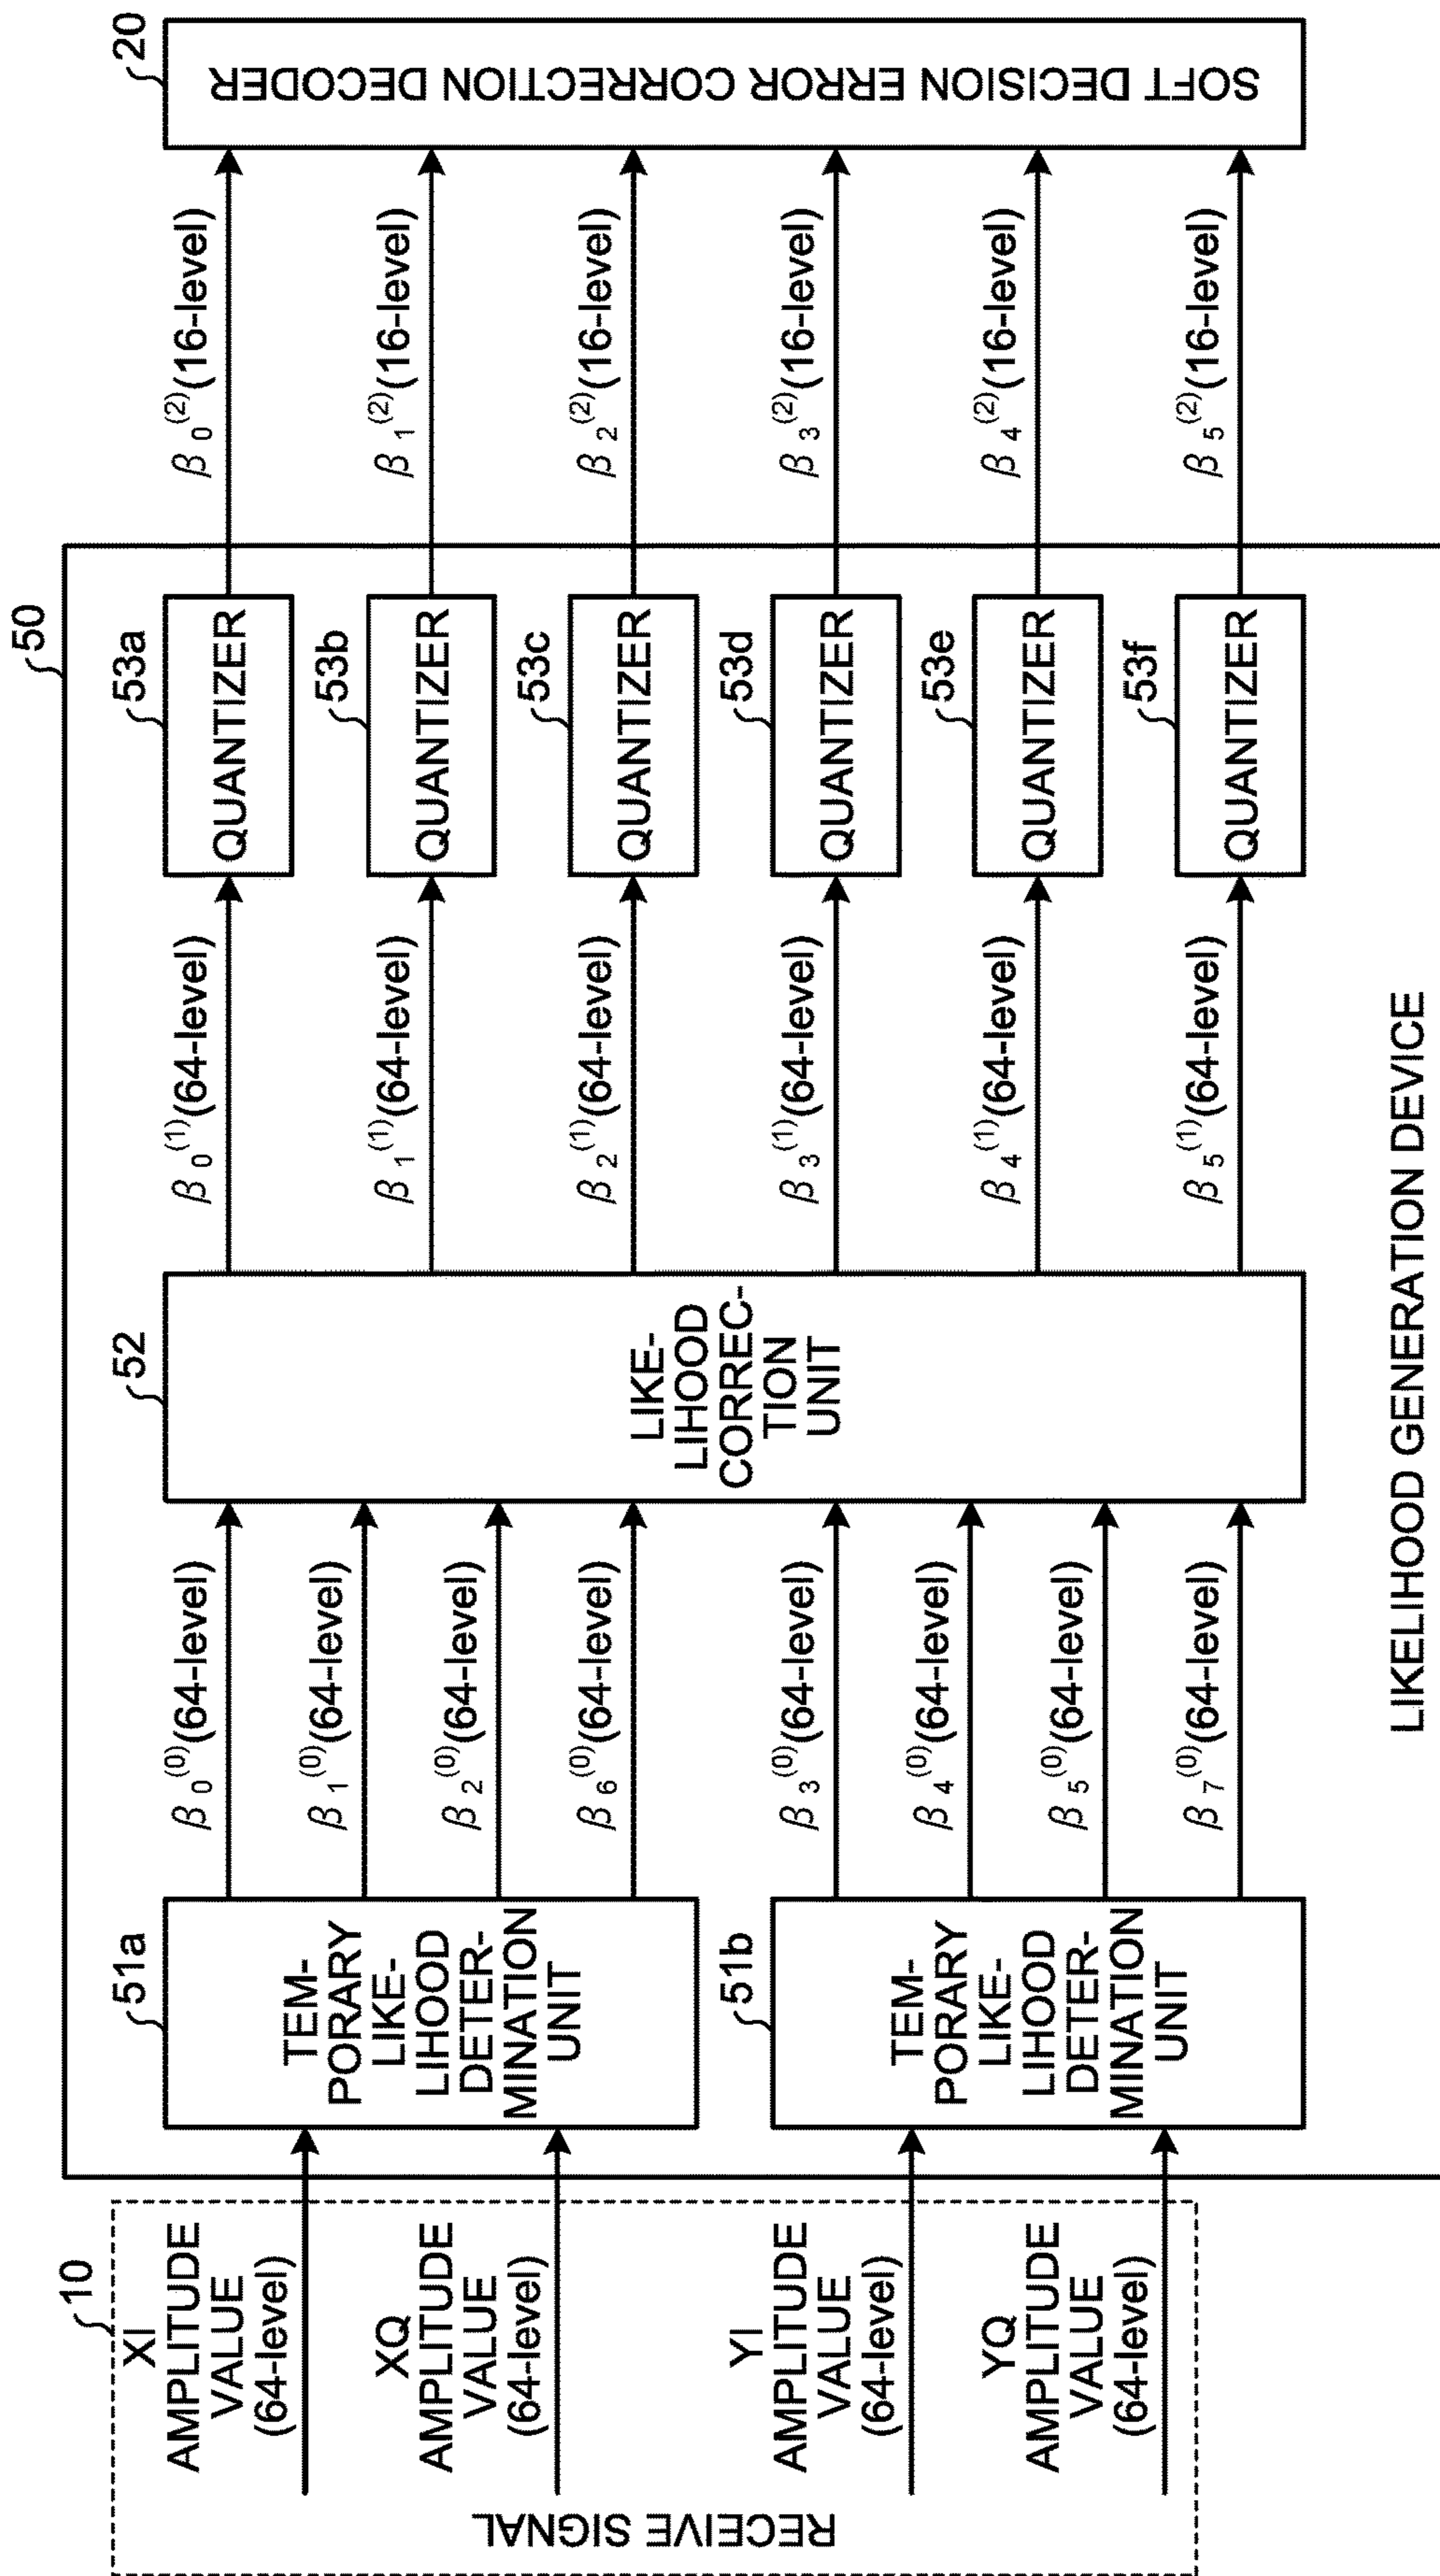 10
RECEIVE SIGNAL
XI
AMPLITUDE
VALUE
(64-level)
XQ
AMPLITUDE
VALUE
(64-level)
YI
AMPLITUDE
VALUE
(64-level)
YQ
AMPLITUDE
VALUE
(64-level)
50
51a
TEM-
PORARY
LIKE-
LIHOOD
DETER-
MINATION
UNIT
51b
TEM-
PORARY
LIKE-
LIHOOD
DETER-
MINATION
UNIT
β0(0)(64-level)
β1(0)(64-level)
β2(0)(64-level)
β6(0)(64-level)
β3(0)(64-level)
β4(0)(64-level)
β5(0)(64-level)
β7(0)(64-level)
52
LIKE-
LIHOOD
CORREC-
TION
UNIT
β0(1)(64-level)
β1(1)(64-level)
β2(1)(64-level)
β3(1)(64-level)
β4(1)(64-level)
β5(1)(64-level)
53a
QUANTIZER
53b
QUANTIZER
53c
QUANTIZER
53d
QUANTIZER
53e
QUANTIZER
53f
QUANTIZER
β0(2)(16-level)
β1(2)(16-level)
β2(2)(16-level)
β3(2)(16-level)
β4(2)(16-level)
β5(2)(16-level)
20
SOFT DECISION ERROR CORRECTION DECODER
LIKELIHOOD GENERATION DEVICE